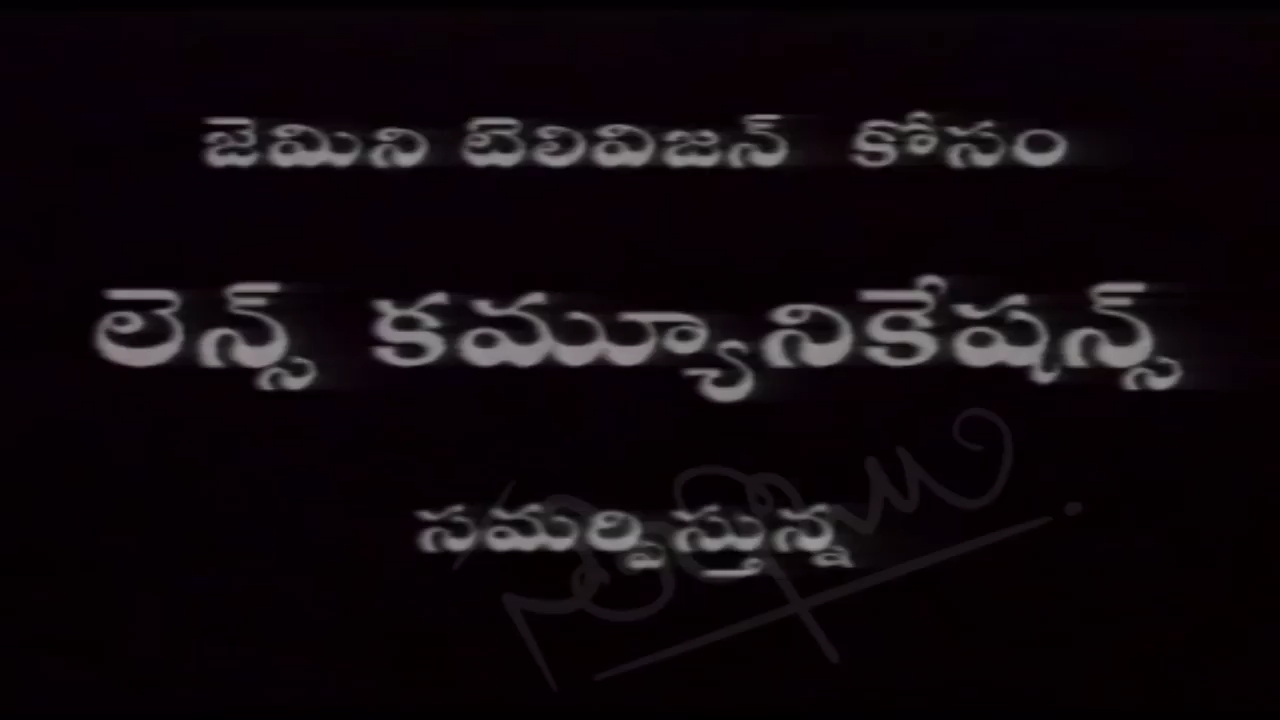 జెమిని టెలివిజన్ కోసం
లెన్స్ కమ్యూనికేషన్స్
సమర్పిస్తున్న